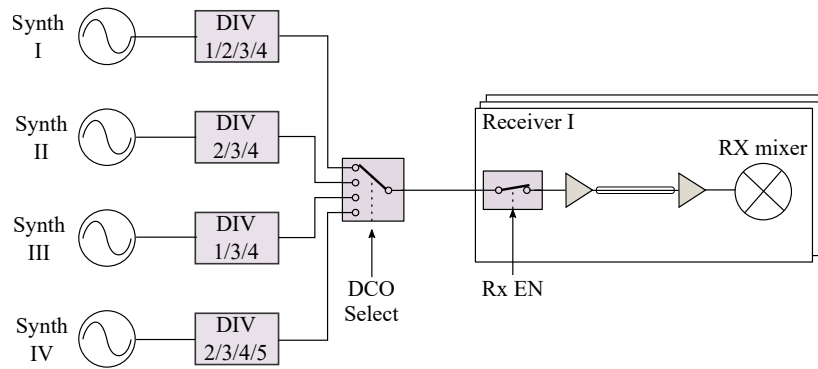 Synth
I
DIV
1/2/3/4
Synth
II
DIV
2/3/4
Synth
III
DIV
1/3/4
Synth
IV
DIV
2/3/4/5
DCO
Select
Receiver I
RX mixer
Rx EN